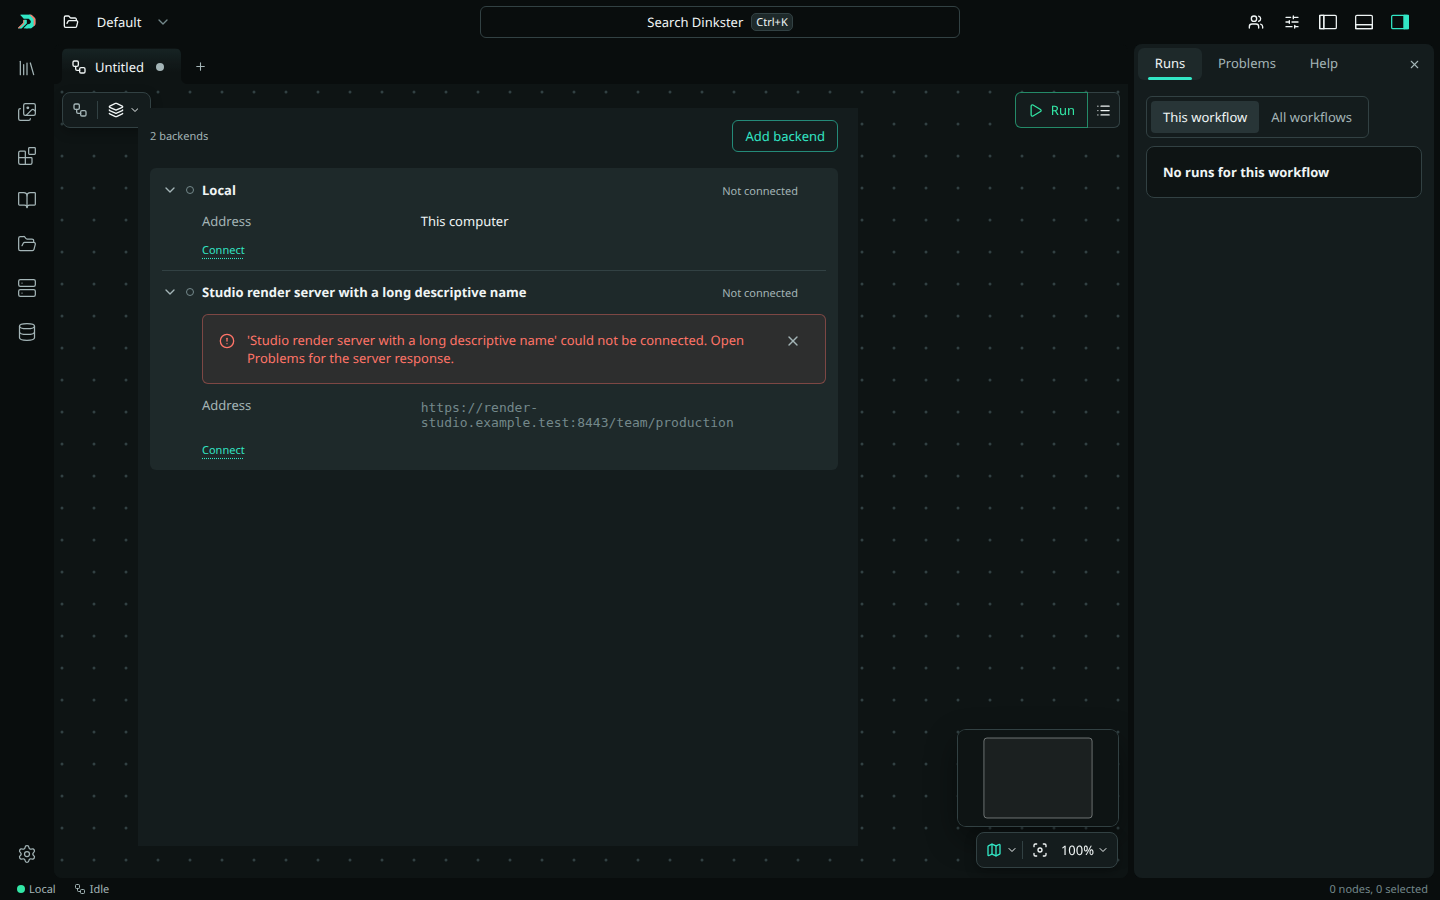 Default
Search Dinkster
Ctrl+K
Untitled
Runs
Problems
Help
This workflow
All workflows
No runs for this workflow
Run
2 backends
Add backend
Local
Not connected
Address
This computer
Connect
Studio render server with a long descriptive name
Not connected
'Studio render server with a long descriptive name' could not be connected. Open
Problems for the server response.
Address
https://render-
studio.example.test:8443/team/production
Connect
100%
Local
Idle
0 nodes, 0 selected